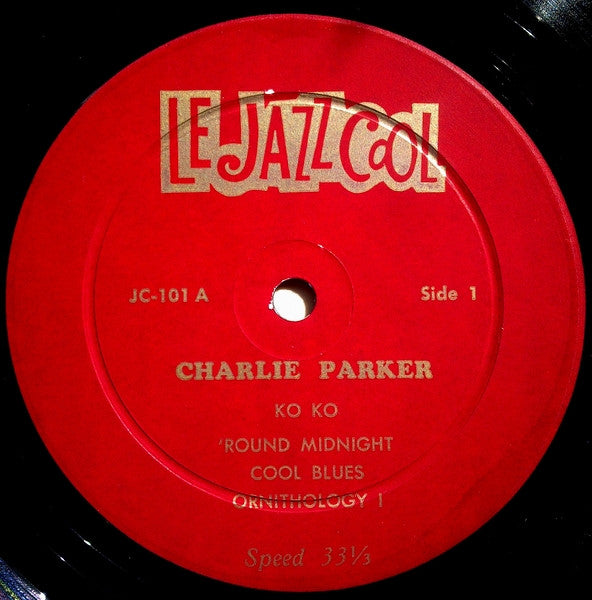 LE JAZZ COOL
JC-101 A
Side 1
CHARLIE PARKER
KO KO
'ROUND MIDNIGHT
COOL BLUES
ORNITHOLOGY I
Speed 33⅓